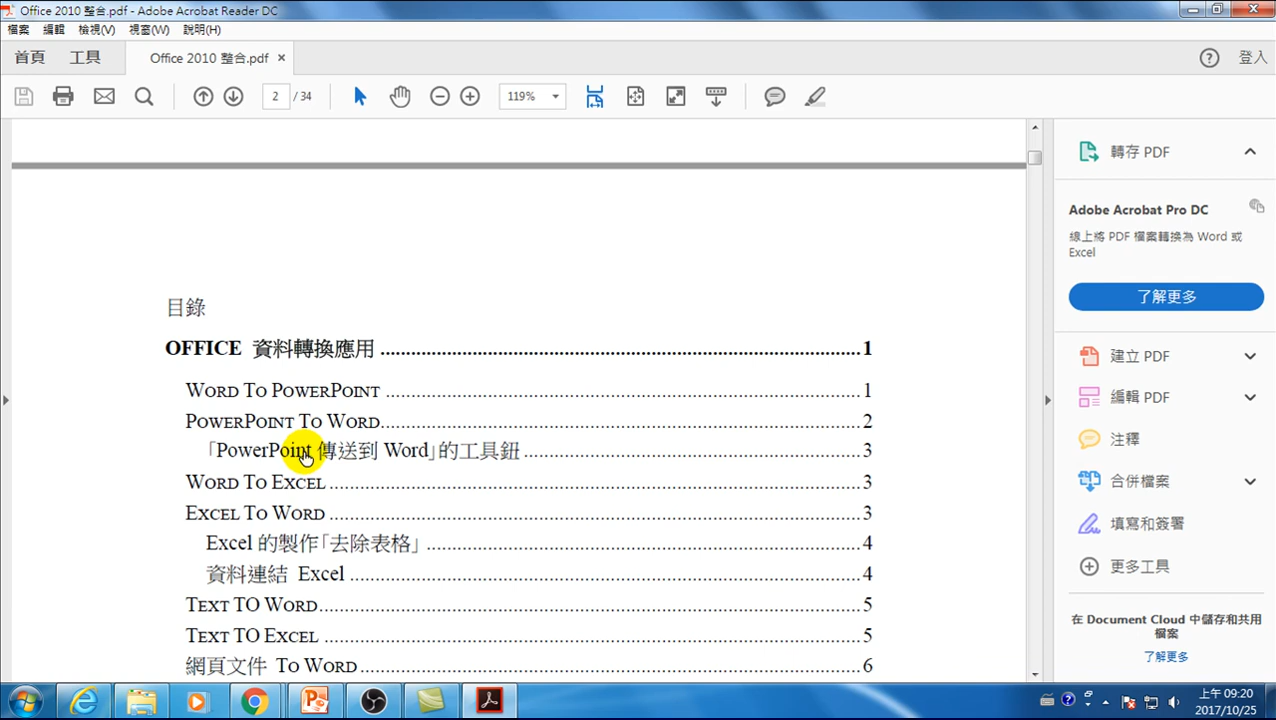 Office 2010 整合.pdf - Adobe Acrobat Reader DC
檔案 編輯 檢視(V) 視窗(W) 說明(H)
首頁 工具 Office 2010 整合.pdf × ? 登入
2 / 34 119%
目錄
OFFICE 資料轉換應用 ........ 1
WORD TO POWERPOINT ........ 1
POWERPOINT TO WORD ........ 2
「PowerPoint 傳送到 Word」的工具鈕 ........ 3
WORD TO EXCEL ........ 3
EXCEL TO WORD ........ 3
Excel 的製作「去除表格」 ........ 4
資料連結 Excel ........ 4
TEXT TO WORD ........ 5
TEXT TO EXCEL ........ 5
網頁文件 TO WORD ........ 6
轉存 PDF
Adobe Acrobat Pro DC
線上將 PDF 檔案轉換為 Word 或
Excel
了解更多
建立 PDF
編輯 PDF
注釋
合併檔案
填寫和簽署
更多工具
在 Document Cloud 中儲存和共用
檔案
了解更多
上午 09:20
2017/10/25